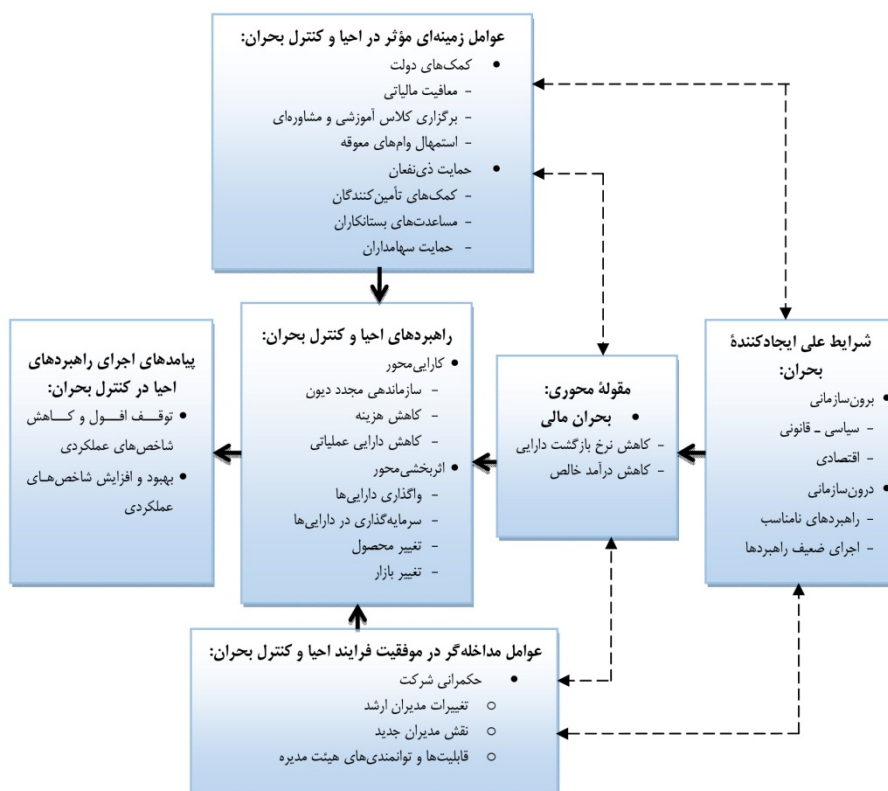 عوامل زمینه‌ای مؤثر در احیا و کنترل بحران:
• کمک‌های دولت
- معافیت مالیاتی
- برگزاری کلاس آموزشی و مشاوره‌ای
- استمهال وام‌های معوقه
• حمایت ذی‌نفعان
- کمک‌های تأمین‌کنندگان
- مساعدت‌های بستانکاران
- حمایت سهامداران
شرایط علی ایجادکنندۀ
بحران:
• برون‌سازمانی
- سیاسی ـ قانونی
- اقتصادی
• درون‌سازمانی
- راهبردهای نامناسب
- اجرای ضعیف راهبردها
مقولۀ محوری:
• بحران مالی
- کاهش نرخ بازگشت دارایی
- کاهش درآمد خالص
راهبردهای احیا و کنترل بحران:
• کارایی‌محور
- سازماندهی مجدد دیون
- کاهش هزینه
- کاهش دارایی عملیاتی
• اثربخشی‌محور
- واگذاری دارایی‌ها
- سرمایه‌گذاری در دارایی‌ها
- تغییر محصول
- تغییر بازار
پیامدهای اجرای راهبردهای
احیا در کنترل بحران:
• توقــف افــول و کــاهش
شاخص‌های عملکردی
• بهبود و افزایش شاخص‌هـای
عملکردی
عوامل مداخله‌گر در موفقیت فرایند احیا و کنترل بحران:
• حکمرانی شرکت
○ تغییرات مدیران ارشد
○ نقش مدیران جدید
○ قابلیت‌ها و توانمندی‌های هیئت مدیره